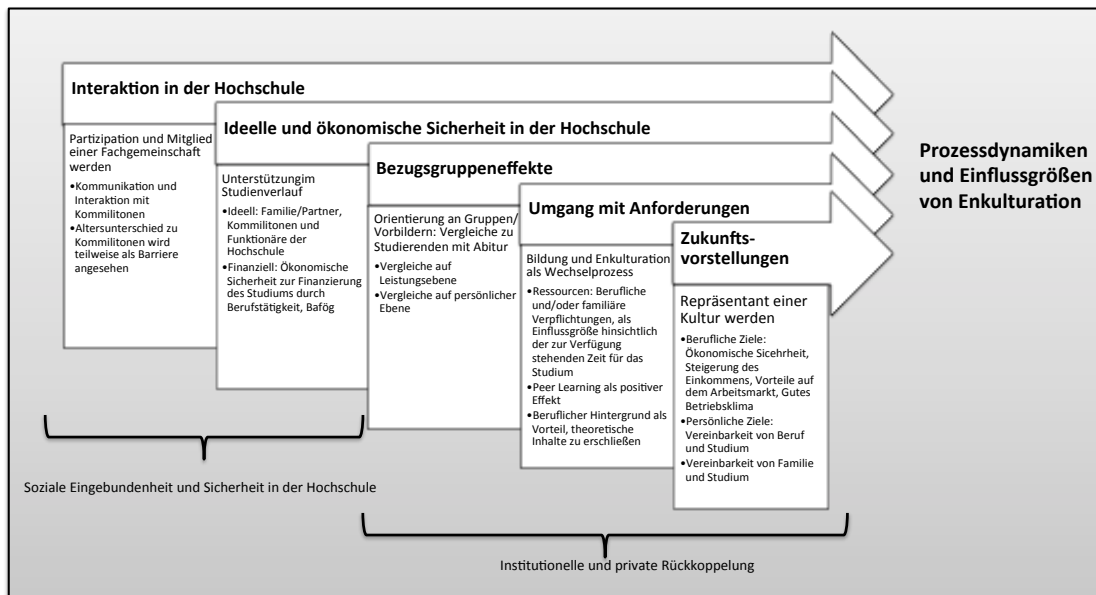 Interaktion in der Hochschule
Partizipation und Mitglied
einer Fachgemeinschaft
werden
•Kommunikation und
Interaktion mit
Kommilitonen
•Altersunterschied zu
Kommilitonen wird
teilweise als Barriere
angesehen
Ideelle und ökonomische Sicherheit in der Hochschule
Unterstützungim
Studienverlauf
•Ideell: Familie/Partner,
Kommilitonen und
Funktionäre der
Hochschule
•Finanziell: Ökonomische
Sicherheit zur Finanzierung
des Studiums durch
Berufstätigkeit, Bafög
Bezugsgruppeneffekte
Orientierung an Gruppen/
Vorbildern: Vergleiche zu
Studierenden mit Abitur
•Vergleiche auf
Leistungsebene
•Vergleiche auf persönlicher
Ebene
Umgang mit Anforderungen
Bildung und Enkulturation
als Wechselprozess
•Ressourcen: Berufliche
und/oder familiäre
Verpflichtungen, als
Einflussgröße hinsichtlich
der zur Verfügung
stehenden Zeit für das
Studium
•Peer Learning als positiver
Effekt
•Beruflicher Hintergrund als
Vorteil, theoretische
Inhalte zu erschließen
Zukunfts-
vorstellungen
Repräsentant einer
Kultur werden
•Berufliche Ziele:
Ökonomische Sicehrheit,
Steigerung des
Einkommens, Vorteile auf
dem Arbeitsmarkt, Gutes
Betriebsklima
•Persönliche Ziele:
Vereinbarkeit von Beruf
und Studium
•Vereinbarkeit von Familie
und Studium
Prozessdynamiken
und Einflussgrößen
von Enkulturation
Soziale Eingebundenheit und Sicherheit in der Hochschule
Institutionelle und private Rückkoppelung